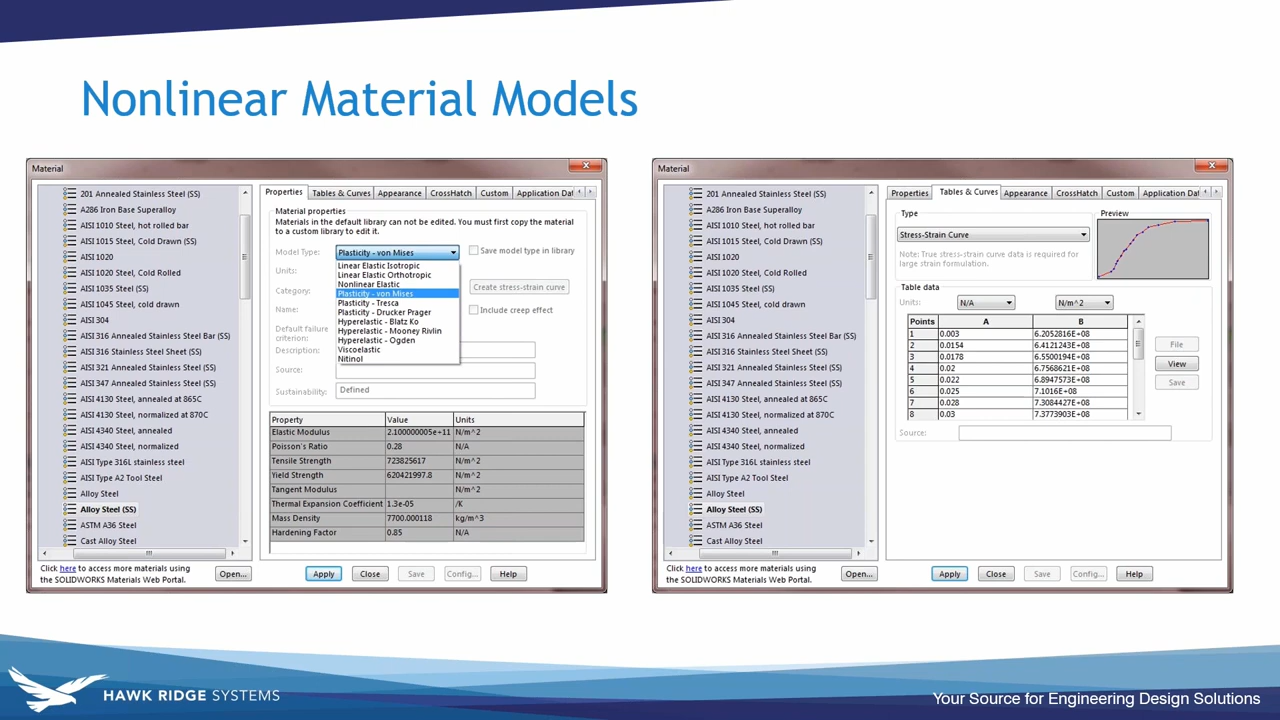 Nonlinear Material Models
Material
201 Annealed Stainless Steel (SS)
A286 Iron Base Superalloy
AISI 1010 Steel, hot rolled bar
AISI 1015 Steel, Cold Drawn (SS)
AISI 1020
AISI 1020 Steel, Cold Rolled
AISI 1035 Steel (SS)
AISI 1045 Steel, cold drawn
AISI 304
AISI 316 Annealed Stainless Steel Bar (SS)
AISI 316 Stainless Steel Sheet (SS)
AISI 321 Annealed Stainless Steel (SS)
AISI 347 Annealed Stainless Steel (SS)
AISI 4130 Steel, annealed at 865C
AISI 4130 Steel, normalized at 870C
AISI 4340 Steel, annealed
AISI 4340 Steel, normalized
AISI Type 316L stainless steel
AISI Type A2 Tool Steel
Alloy Steel
Alloy Steel (SS)
ASTM A36 Steel
Cast Alloy Steel
Click here to access more materials using
the SOLIDWORKS Materials Web Portal.
Open...
Properties Tables & Curves Appearance CrossHatch Custom Application Dat
Material properties
Materials in the default library can not be edited. You must first copy the material
to a custom library to edit it.
Model Type: Plasticity - von Mises Save model type in library
Linear Elastic Isotropic
Units: Linear Elastic Orthotropic
Nonlinear Elastic
Category: Plasticity - von Mises Create stress-strain curve
Plasticity - Tresca
Name: Plasticity - Drucker Prager Include creep effect
Hyperelastic - Blatz Ko
Default failure
criterion: Hyperelastic - Mooney Rivlin
Hyperelastic - Ogden
Description: Viscoelastic
Nitinol
Source:
Sustainability: Defined
Property Value Units
Elastic Modulus 2.100000005e+11 N/m^2
Poisson's Ratio 0.28 N/A
Tensile Strength 723825617 N/m^2
Yield Strength 620421997.8 N/m^2
Tangent Modulus N/m^2
Thermal Expansion Coefficient 1.3e-05 /K
Mass Density 7700.000118 kg/m^3
Hardening Factor 0.85 N/A
Apply Close Save Config... Help
Material
201 Annealed Stainless Steel (SS)
A286 Iron Base Superalloy
AISI 1010 Steel, hot rolled bar
AISI 1015 Steel, Cold Drawn (SS)
AISI 1020
AISI 1020 Steel, Cold Rolled
AISI 1035 Steel (SS)
AISI 1045 Steel, cold drawn
AISI 304
AISI 316 Annealed Stainless Steel Bar (SS)
AISI 316 Stainless Steel Sheet (SS)
AISI 321 Annealed Stainless Steel (SS)
AISI 347 Annealed Stainless Steel (SS)
AISI 4130 Steel, annealed at 865C
AISI 4130 Steel, normalized at 870C
AISI 4340 Steel, annealed
AISI 4340 Steel, normalized
AISI Type 316L stainless steel
AISI Type A2 Tool Steel
Alloy Steel
Alloy Steel (SS)
ASTM A36 Steel
Cast Alloy Steel
Click here to access more materials using
the SOLIDWORKS Materials Web Portal.
Open...
Properties Tables & Curves Appearance CrossHatch Custom Application Dat
Type Preview
Stress-Strain Curve
Note: True stress-strain curve data is required for
large strain formulation.
Table data
Units: N/A N/m^2
Points A B
1 0.003 6.2052816E+08
2 0.0154 6.4121243E+08
3 0.0178 6.5500194E+08
4 0.02 6.7568621E+08
5 0.022 6.8947573E+08
6 0.025 7.1016E+08
7 0.028 7.3084427E+08
8 0.03 7.3773903E+08
File
View
Save
Source:
Apply Close Save Config... Help
HAWK RIDGE SYSTEMS
Your Source for Engineering Design Solutions